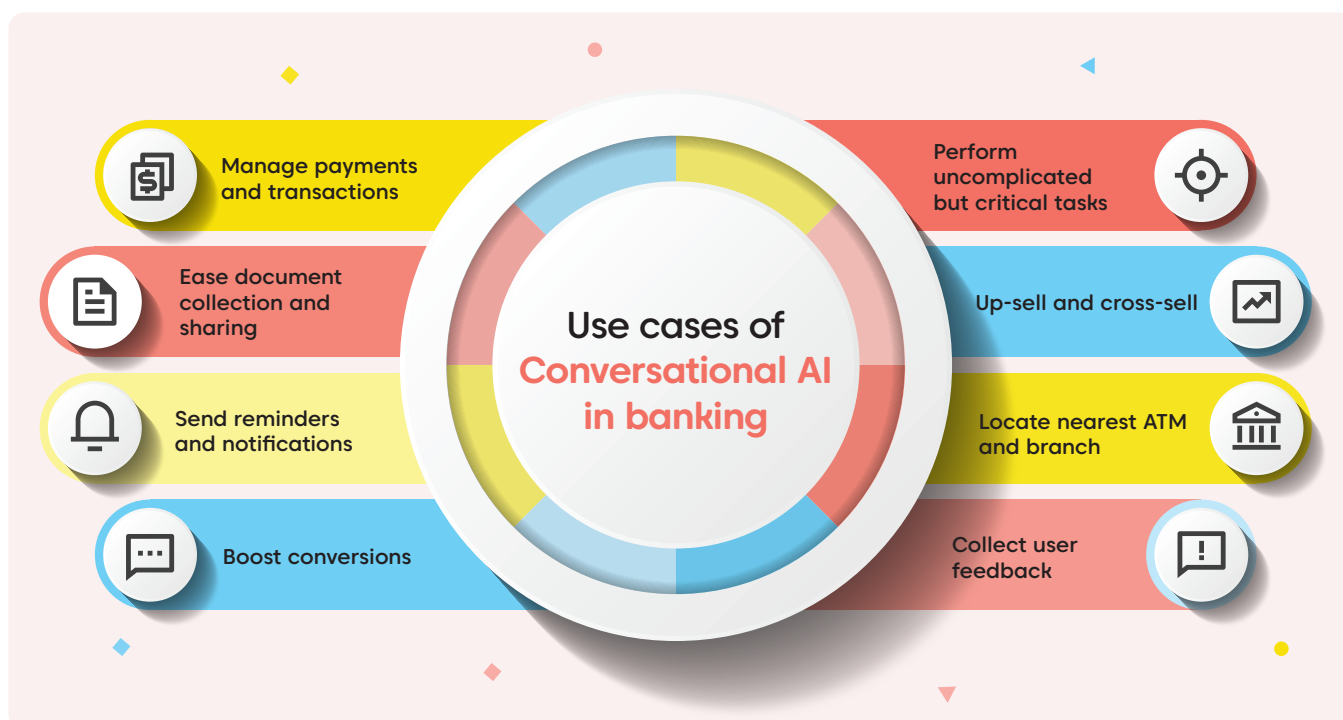 Use cases of
Conversational AI
in banking
Manage payments
and transactions
Ease document
collection and
sharing
Send reminders
and notifications
Boost conversions
Perform
uncomplicated
but critical tasks
Up-sell and cross-sell
Locate nearest ATM
and branch
Collect user
feedback